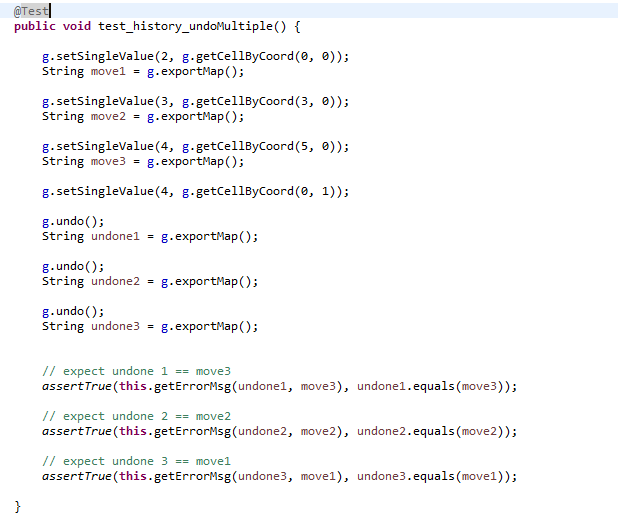 @Test
public void test_history_undoMultiple() {
g.setSingleValue(2, g.getCellByCoord(0, 0));
String move1 = g.exportMap();
g.setSingleValue(3, g.getCellByCoord(3, 0));
String move2 = g.exportMap();
g.setSingleValue(4, g.getCellByCoord(5, 0));
String move3 = g.exportMap();
g.setSingleValue(4, g.getCellByCoord(0, 1));
g.undo();
String undone1 = g.exportMap();
g.undo();
String undone2 = g.exportMap();
g.undo();
String undone3 = g.exportMap();
// expect undone 1 == move3
assertTrue(this.getErrorMsg(undone1, move3), undone1.equals(move3));
// expect undone 2 == move2
assertTrue(this.getErrorMsg(undone2, move2), undone2.equals(move2));
// expect undone 3 == move1
assertTrue(this.getErrorMsg(undone3, move1), undone3.equals(move1));
}